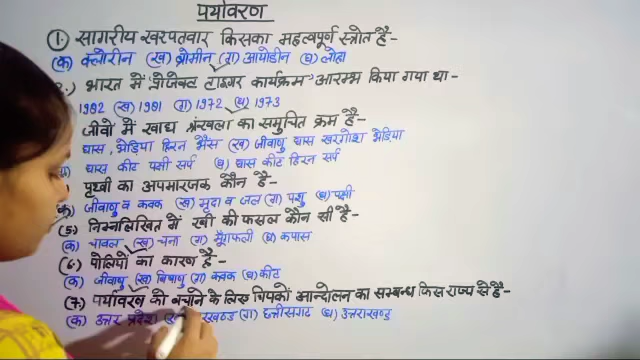 पर्यावरण
(1) सागरीय खरपतवार किसका महत्वपूर्ण स्त्रोत है-
(क) क्लोरीन (ख) ब्रोमीन (ग) आयोडीन (घ) लोहा
2.) भारत में "प्रोजेक्ट टाइगर कार्यक्रम" आरम्भ किया गया था-
1982 (ख) 1981 (ग) 1972 (घ) 1973
जीवो में खाद्य श्रंखला का समुचित क्रम है-
घास, भेड़िया हिरन भैंस (ख) जीवाणु घास खरगोश भेड़िया
घास कीट पक्षी सर्प (घ) घास कीट हिरन सर्प
पृथ्वी का अपमारजक कौन है-
(क) जीवाणु व कवक (ख) मृदा व जल (ग) पशु (घ) पक्षी
(5) निम्नलिखित में रबी की फसल कौन सी है-
(क) चावल (ख) चना (ग) मूँगफली (घ) कपास
(6) पोलियो का कारण है-
(क) जीवाणु (ख) विषाणु (ग) कवक (घ) कीट
(7) पर्यावरण को बचाने के लिए चिपको आन्दोलन का सम्बन्ध किस राज्य से है-
(क) उत्तर प्रदेश (ग) छत्तीसगढ (घ) उत्तराखण्ड